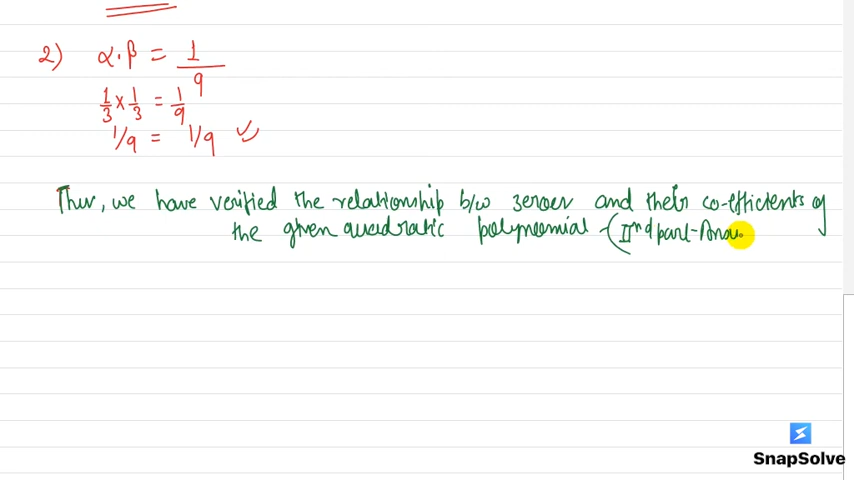 2) α.β = 1/9
1/3 x 1/3 = 1/9
1/9 = 1/9 ✓
Thus, we have verified the relationship b/w zeroes and their co-efficients of
the given quadratic polynomial - (IInd part-Ans
SnapSolve